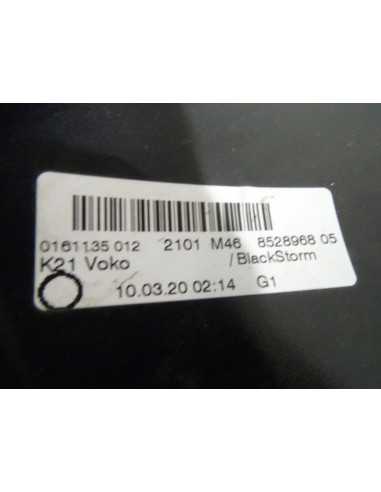 0161135 012 2101 M46 8528968 05
K21 Voko /BlackStorm
10.03.20 02:14 G1